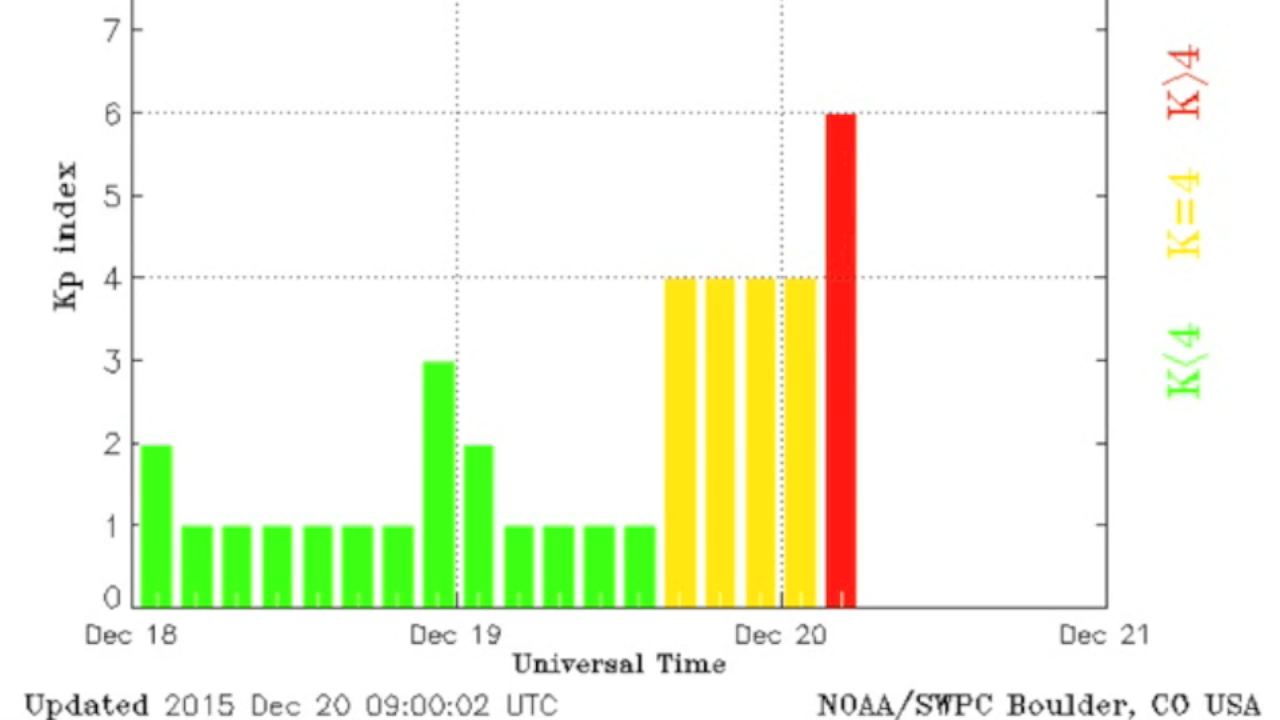 7
6
5
4
3
2
1
0
Kp index
K>4
K=4
K<4
Dec 18 Dec 19 Dec 20 Dec 21
Universal Time
Updated 2015 Dec 20 09:00:02 UTC NOAA/SWPC Boulder, CO USA